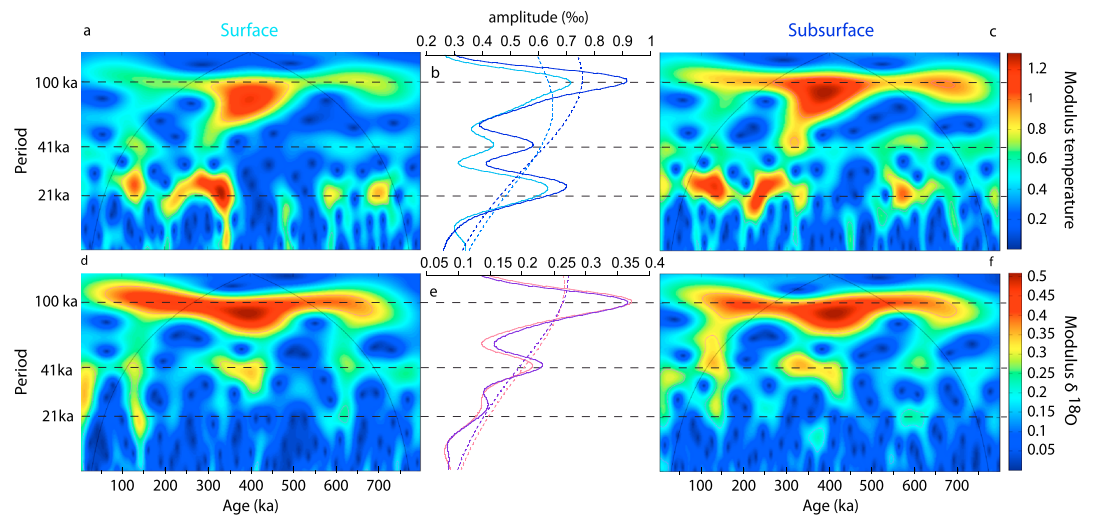 amplitude (‰)
a Surface Subsurface c
0.2 0.3 0.4 0.5 0.6 0.7 0.8 0.9 1
b
100 ka
41ka
21ka
Period
1.2
1
0.8
0.6
0.4
0.2
Modulus temperature
d f
0.05 0.1 0.2 0.26 0.3 0.35 0.4
e
100 ka
41ka
21ka
Period
0.5
0.45
0.4
0.35
0.3
0.25
0.2
0.15
0.1
0.05
Modulus δ 18O
100 200 300 400 500 600 700
Age (ka)
100 200 300 400 500 600 700
Age (ka)